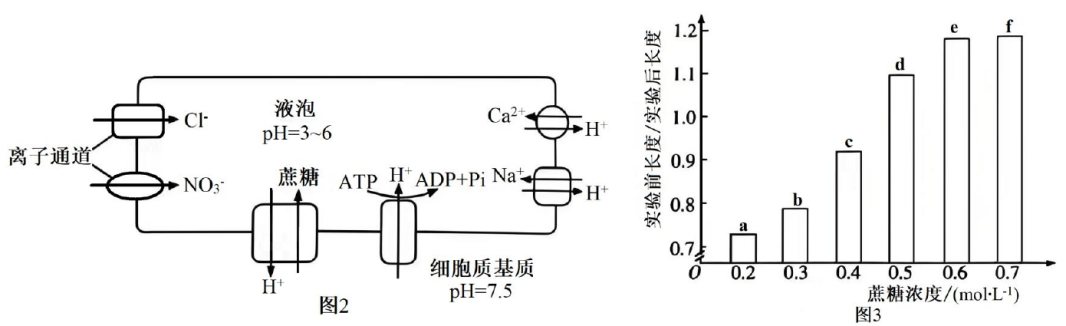 离子通道
Cl⁻
NO₃⁻
液泡
pH=3~6
Ca²⁺
H⁺
Na⁺
H⁺
蔗糖
H⁺
ATP
H⁺
ADP+Pi
细胞质基质
pH=7.5
图2
实验前长度/实验后长度
1.2
1.1
1.0
0.9
0.8
0.7
O
a
b
c
d
e
f
0.2
0.3
0.4
0.5
0.6
0.7
蔗糖浓度/(mol·L⁻¹)
图3